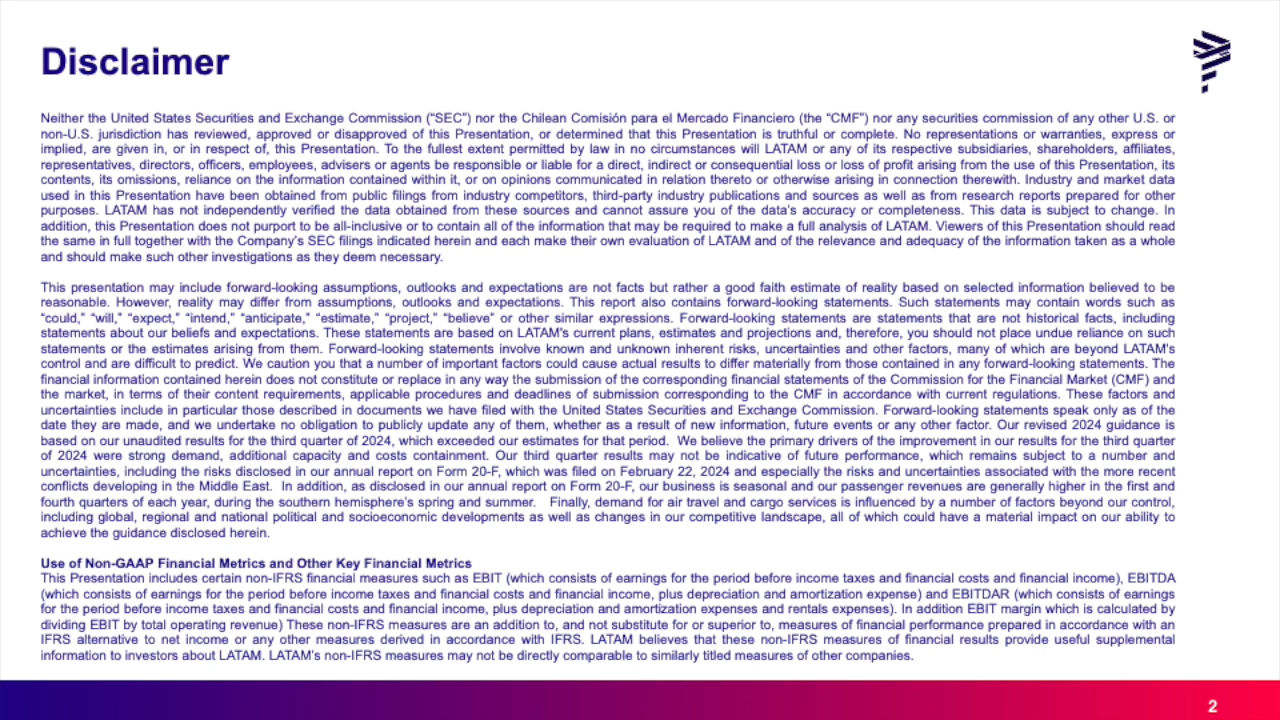 Disclaimer
Neither the United States Securities and Exchange Commission (“SEC”) nor the Chilean Comisión para el Mercado Financiero (the “CMF”) nor any securities commission of any other U.S. or
non-U.S. jurisdiction has reviewed, approved or disapproved of this Presentation, or determined that this Presentation is truthful or complete. No representations or warranties, express or
implied, are given in, or in respect of, this Presentation. To the fullest extent permitted by law in no circumstances will LATAM or any of its respective subsidiaries, shareholders, affiliates,
representatives, directors, officers, employees, advisers or agents be responsible or liable for a direct, indirect or consequential loss or loss of profit arising from the use of this Presentation, its
contents, its omissions, reliance on the information contained within it, or on opinions communicated in relation thereto or otherwise arising in connection therewith. Industry and market data
used in this Presentation have been obtained from public filings from industry competitors, third-party industry publications and sources as well as from research reports prepared for other
purposes. LATAM has not independently verified the data obtained from these sources and cannot assure you of the data’s accuracy or completeness. This data is subject to change. In
addition, this Presentation does not purport to be all-inclusive or to contain all of the information that may be required to make a full analysis of LATAM. Viewers of this Presentation should read
the same in full together with the Company’s SEC filings indicated herein and each make their own evaluation of LATAM and of the relevance and adequacy of the information taken as a whole
and should make such other investigations as they deem necessary.
This presentation may include forward-looking assumptions, outlooks and expectations are not facts but rather a good faith estimate of reality based on selected information believed to be
reasonable. However, reality may differ from assumptions, outlooks and expectations. This report also contains forward-looking statements. Such statements may contain words such as
“could,” “will,” “expect,” “intend,” “anticipate,” “estimate,” “project,” “believe” or other similar expressions. Forward-looking statements are statements that are not historical facts, including
statements about our beliefs and expectations. These statements are based on LATAM's current plans, estimates and projections and, therefore, you should not place undue reliance on such
statements or the estimates arising from them. Forward-looking statements involve known and unknown inherent risks, uncertainties and other factors, many of which are beyond LATAM's
control and are difficult to predict. We caution you that a number of important factors could cause actual results to differ materially from those contained in any forward-looking statements. The
financial information contained herein does not constitute or replace in any way the submission of the corresponding financial statements of the Commission for the Financial Market (CMF) and
the market, in terms of their content requirements, applicable procedures and deadlines of submission corresponding to the CMF in accordance with current regulations. These factors and
uncertainties include in particular those described in documents we have filed with the United States Securities and Exchange Commission. Forward-looking statements speak only as of the
date they are made, and we undertake no obligation to publicly update any of them, whether as a result of new information, future events or any other factor. Our revised 2024 guidance is
based on our unaudited results for the third quarter of 2024, which exceeded our estimates for that period. We believe the primary drivers of the improvement in our results for the third quarter
of 2024 were strong demand, additional capacity and costs containment. Our third quarter results may not be indicative of future performance, which remains subject to a number and
uncertainties, including the risks disclosed in our annual report on Form 20-F, which was filed on February 22, 2024 and especially the risks and uncertainties associated with the more recent
conflicts developing in the Middle East. In addition, as disclosed in our annual report on Form 20-F, our business is seasonal and our passenger revenues are generally higher in the first and
fourth quarters of each year, during the southern hemisphere’s spring and summer. Finally, demand for air travel and cargo services is influenced by a number of factors beyond our control,
including global, regional and national political and socioeconomic developments as well as changes in our competitive landscape, all of which could have a material impact on our ability to
achieve the guidance disclosed herein.
Use of Non-GAAP Financial Metrics and Other Key Financial Metrics
This Presentation includes certain non-IFRS financial measures such as EBIT (which consists of earnings for the period before income taxes and financial costs and financial income), EBITDA
(which consists of earnings for the period before income taxes and financial costs and financial income, plus depreciation and amortization expense) and EBITDAR (which consists of earnings
for the period before income taxes and financial costs and financial income, plus depreciation and amortization expenses and rentals expenses). In addition EBIT margin which is calculated by
dividing EBIT by total operating revenue) These non-IFRS measures are an addition to, and not substitute for or superior to, measures of financial performance prepared in accordance with an
IFRS alternative to net income or any other measures derived in accordance with IFRS. LATAM believes that these non-IFRS measures of financial results provide useful supplemental
information to investors about LATAM. LATAM’s non-IFRS measures may not be directly comparable to similarly titled measures of other companies.
2